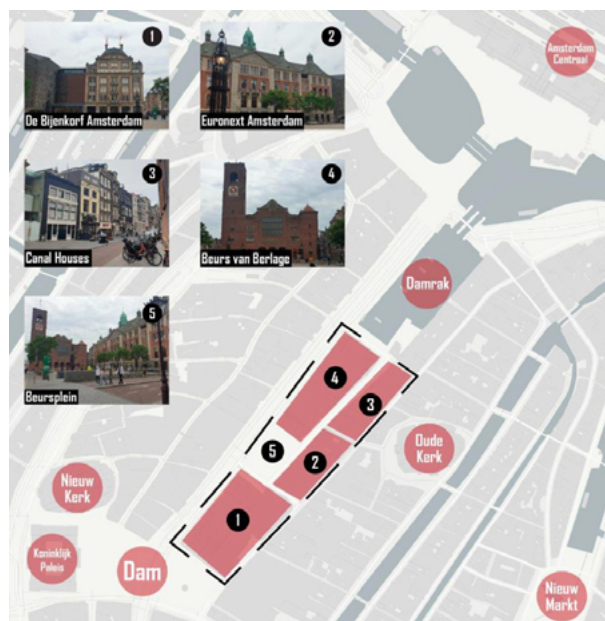 1
De Bijenkorf Amsterdam
2
Euronext Amsterdam
Amsterdam
Centraal
3
Canal Houses
4
Beurs van Berlage
5
Beursplein
Damrak
4
3
5
2
1
Oude
Kerk
Nieuw
Kerk
Koninklijk
Paleis
Dam
Nieuw
Markt